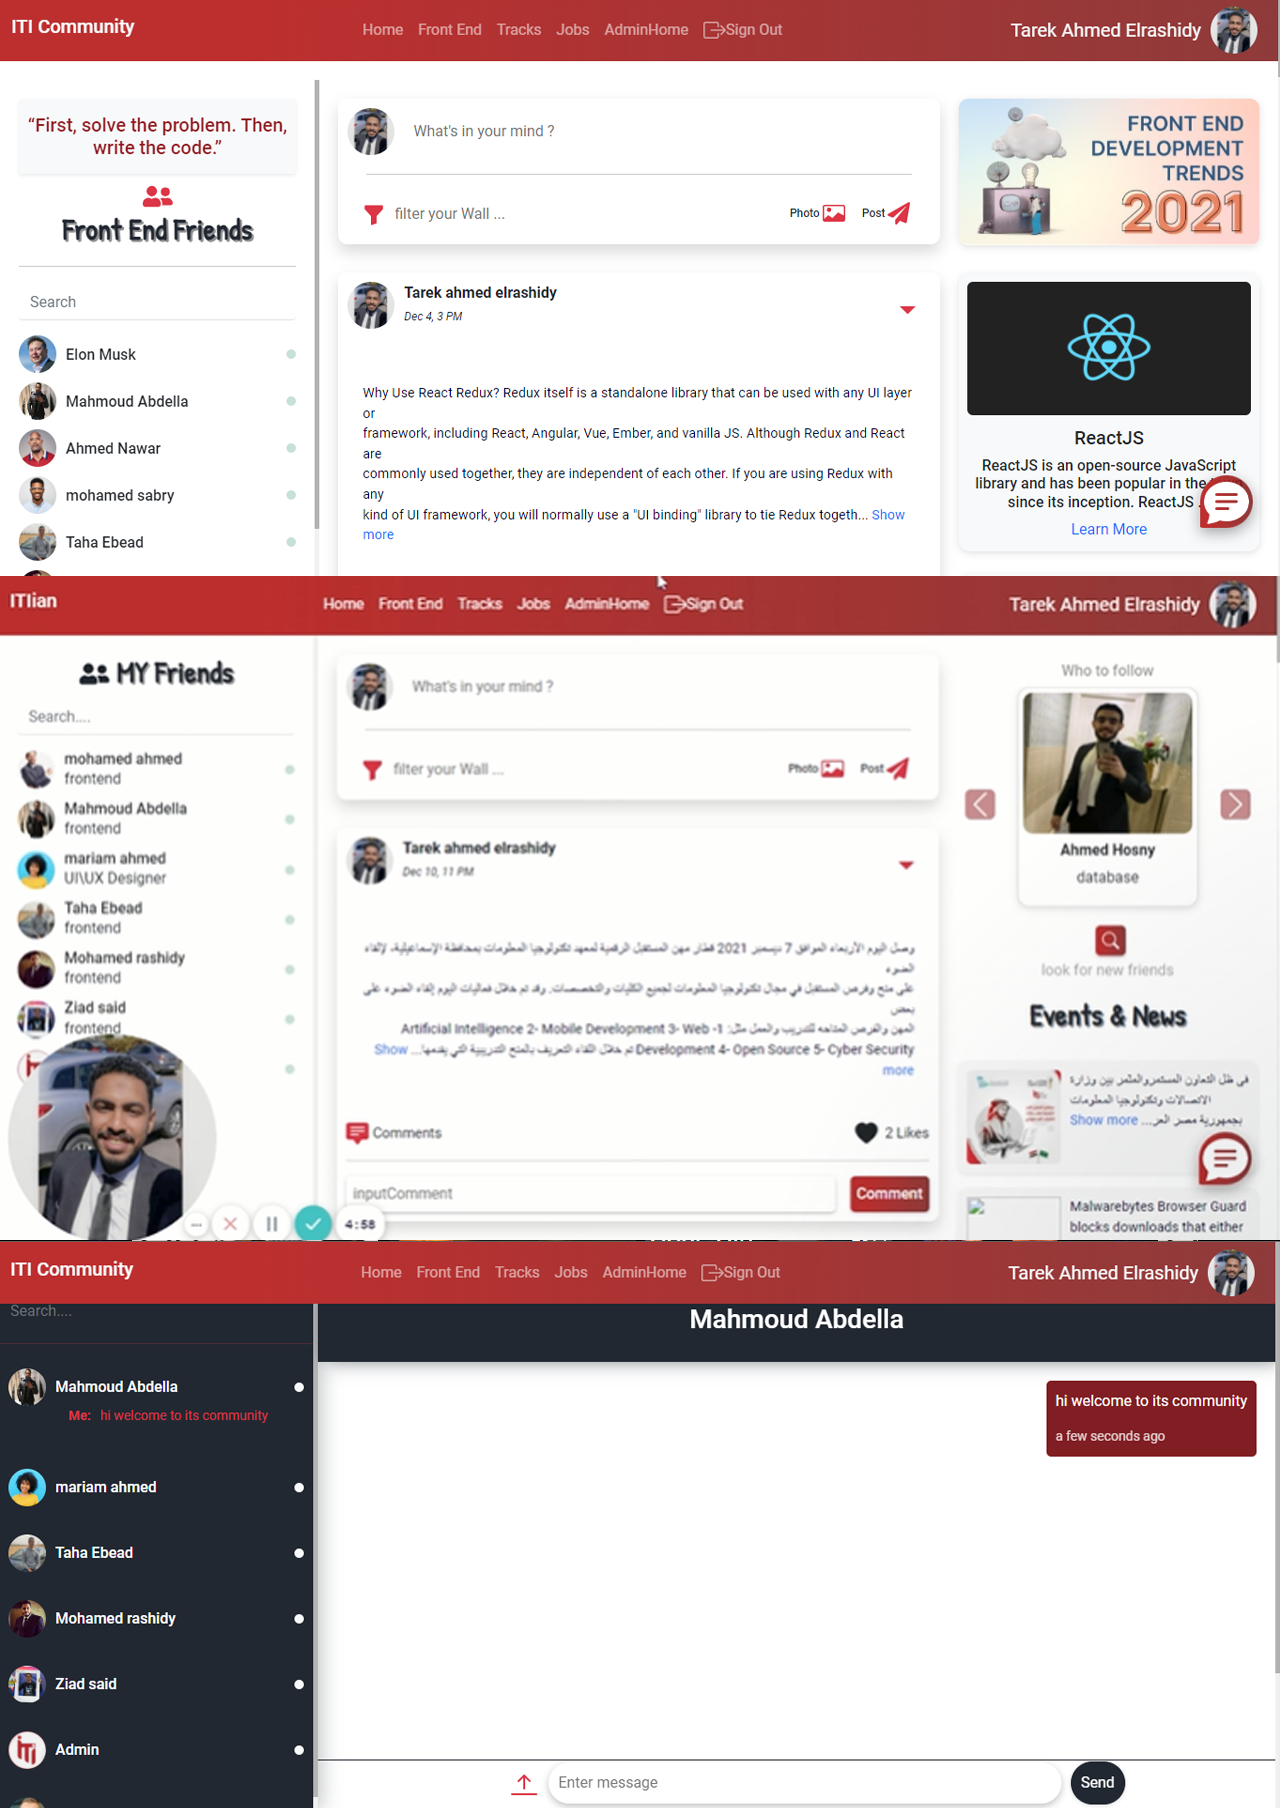 ITI Community
Home Front End Tracks Jobs AdminHome Sign Out
Tarek Ahmed Elrashidy
“First, solve the problem. Then,
write the code.”
Front End Friends
Search
Elon Musk
Mahmoud Abdella
Ahmed Nawar
mohamed sabry
Taha Ebead
What's in your mind ?
filter your Wall ...
Photo
Post
Tarek ahmed elrashidy
Dec 4, 3 PM
Why Use React Redux? Redux itself is a standalone library that can be used with any UI layer
or
framework, including React, Angular, Vue, Ember, and vanilla JS. Although Redux and React
are
commonly used together, they are independent of each other. If you are using Redux with
any
kind of UI framework, you will normally use a "UI binding" library to tie Redux togeth... Show
more
FRONT END
DEVELOPMENT
TRENDS
2021
ReactJS
ReactJS is an open-source JavaScript
library and has been popular in the
since its inception. ReactJS
Learn More
ITIian
Home Front End Tracks Jobs AdminHome Sign Out
Tarek Ahmed Elrashidy
MY Friends
Search....
mohamed ahmed
frontend
Mahmoud Abdella
frontend
mariam ahmed
UI\UX Designer
Taha Ebead
frontend
Mohamed rashidy
frontend
Ziad said
frontend
4:58
What's in your mind ?
filter your Wall ...
Photo
Post
Tarek ahmed elrashidy
Dec 10, 11 PM
وصل اليوم الأربعاء الموافق 7 ديسمبر 2021 قطار مهن المستقبل الرقمية لمعهد تكنولوجيا المعلومات بمحافظة الإسماعيلية، لإلقاء
الضوء
على منح وفرص المستقبل في مجال تكنولوجيا المعلومات لجميع الكليات والتخصصات. وقد تم خلال فعاليات اليوم إلقاء الضوء على
بعض
المهن والفرص المتاحه للتدريب والعمل مثل: 1- Artificial Intelligence 2- Mobile Development 3- Web
Development 4- Open Source 5- Cyber Security تم خلال اللقاء التعريف بالمنح التدريبية التي يقدمها... Show
more
Comments
2 Likes
inputComment
Comment
Who to follow
Ahmed Hosny
database
look for new friends
Events & News
في ظل التعاون المستمر والمثمر بين وزارة
الاتصالات وتكنولوجيا المعلومات
بجمهورية مصر العر... Show more
Malwarebytes Browser Guard
blocks downloads that either
ITI Community
Home Front End Tracks Jobs AdminHome Sign Out
Tarek Ahmed Elrashidy
Search....
Mahmoud Abdella
Me: hi welcome to its community
mariam ahmed
Taha Ebead
Mohamed rashidy
Ziad said
Admin
Mahmoud Abdella
hi welcome to its community
a few seconds ago
Enter message
Send